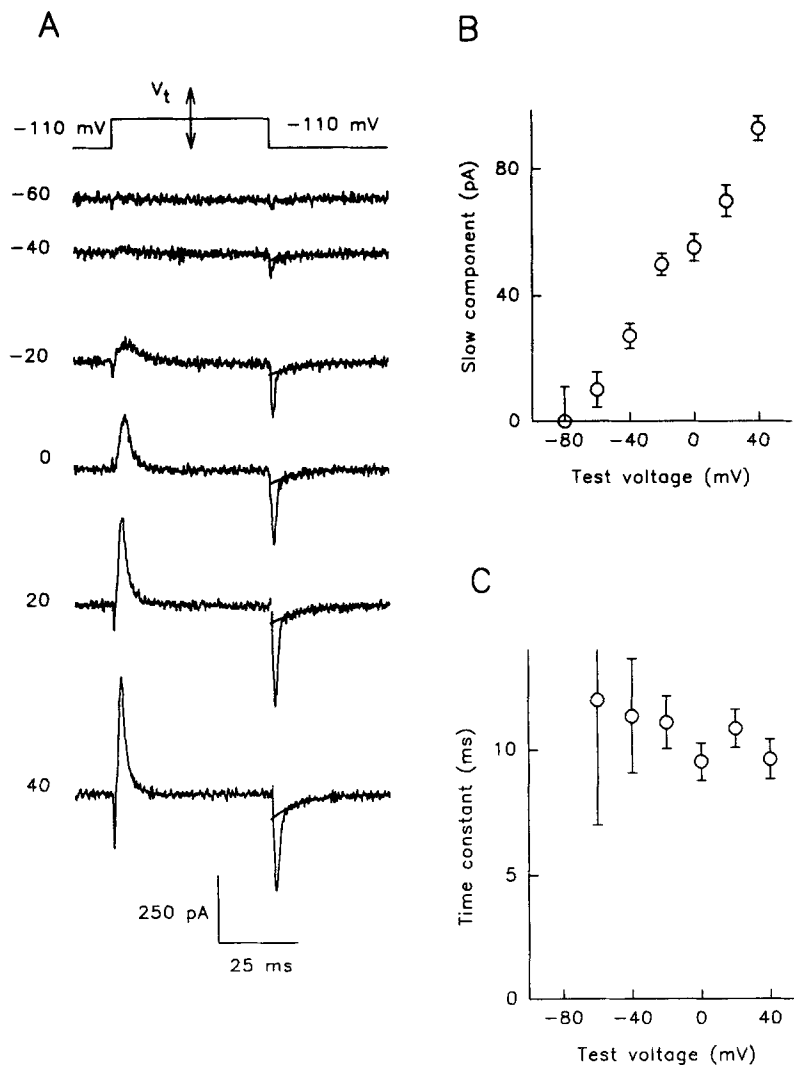 A
Vt
−110 mV
−110 mV
−60
−40
−20
0
20
40
250 pA
25 ms
B
Slow component (pA)
80
40
0
−80 −40 0 40
Test voltage (mV)
C
Time constant (ms)
10
5
0
−80 −40 0 40
Test voltage (mV)